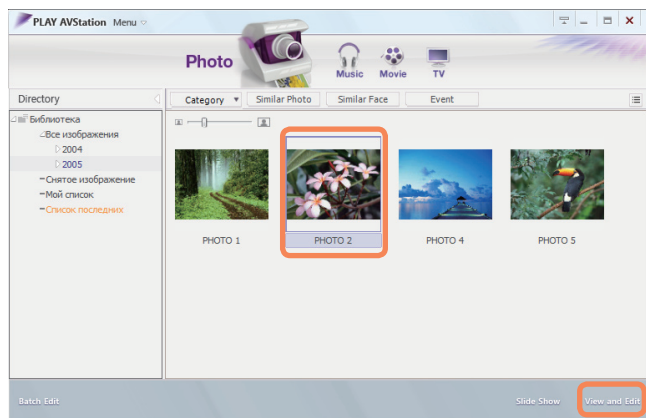 PLAY AVStation Menu
Photo
Music Movie TV
Directory
Category Similar Photo Similar Face Event
Библиотека
Все изображения
2004
2005
Снятое изображение
Мой список
Список последних
PHOTO 1 PHOTO 2 PHOTO 4 PHOTO 5
Batch Edit Slide Show View and Edit